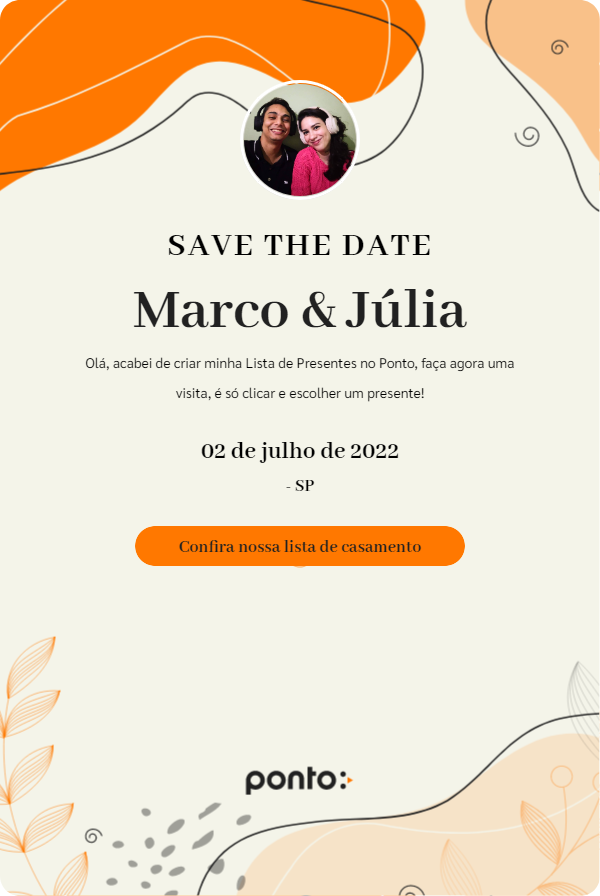 SAVE THE DATE
Marco & Júlia
Olá, acabei de criar minha Lista de Presentes no Ponto, faça agora uma
visita, é só clicar e escolher um presente!
02 de julho de 2022
- SP
Confira nossa lista de casamento
ponto: